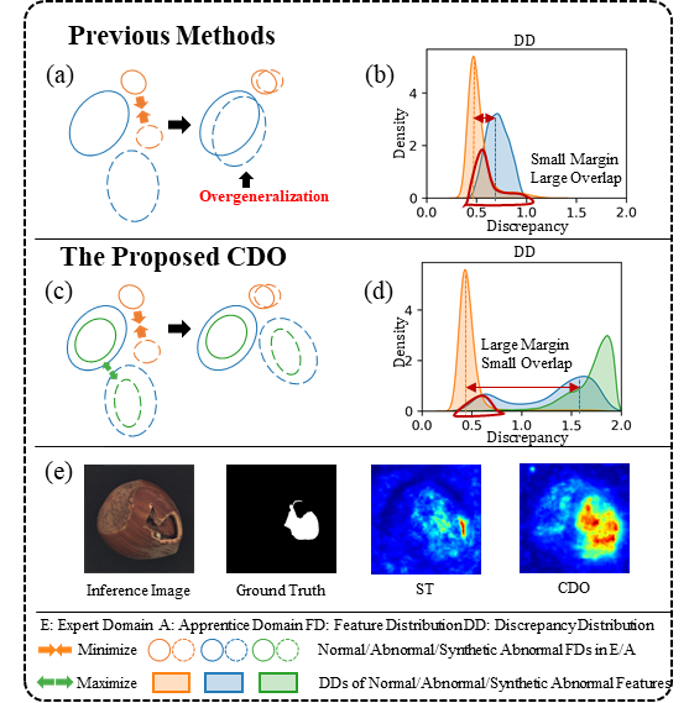 Previous Methods
(a)
Overgeneralization
(b)
DD
Density
4
2
0
Small Margin
Large Overlap
0.0 0.5 1.0 1.5 2.0
Discrepancy
The Proposed CDO
(c)
(d)
DD
Density
4
2
0
Large Margin
Small Overlap
0.0 0.5 1.0 1.5 2.0
Discrepancy
(e)
Inference Image Ground Truth ST CDO
E: Expert Domain A: Apprentice Domain FD: Feature Distribution DD: Discrepancy Distribution
Minimize Normal/Abnormal/Synthetic Abnormal FDs in E/A
Maximize DDs of Normal/Abnormal/Synthetic Abnormal Features